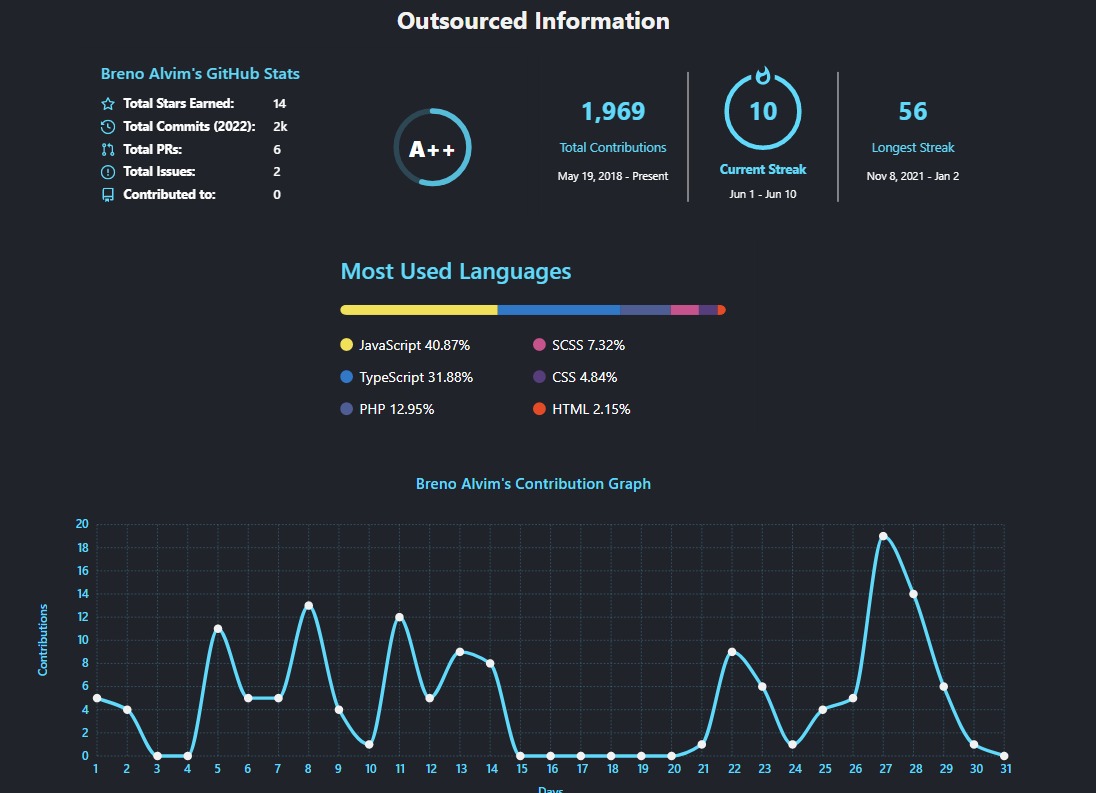 Outsourced Information
Breno Alvim's GitHub Stats
Total Stars Earned: 14
Total Commits (2022): 2k
Total PRs: 6
Total Issues: 2
Contributed to: 0
A++
1,969
Total Contributions
May 19, 2018 - Present
10
Current Streak
Jun 1 - Jun 10
56
Longest Streak
Nov 8, 2021 - Jan 2
Most Used Languages
JavaScript 40.87%
TypeScript 31.88%
PHP 12.95%
SCSS 7.32%
CSS 4.84%
HTML 2.15%
Breno Alvim's Contribution Graph
Contributions
20
18
16
14
12
10
8
6
4
2
0
1 2 3 4 5 6 7 8 9 10 11 12 13 14 15 16 17 18 19 20 21 22 23 24 25 26 27 28 29 30 31
Days